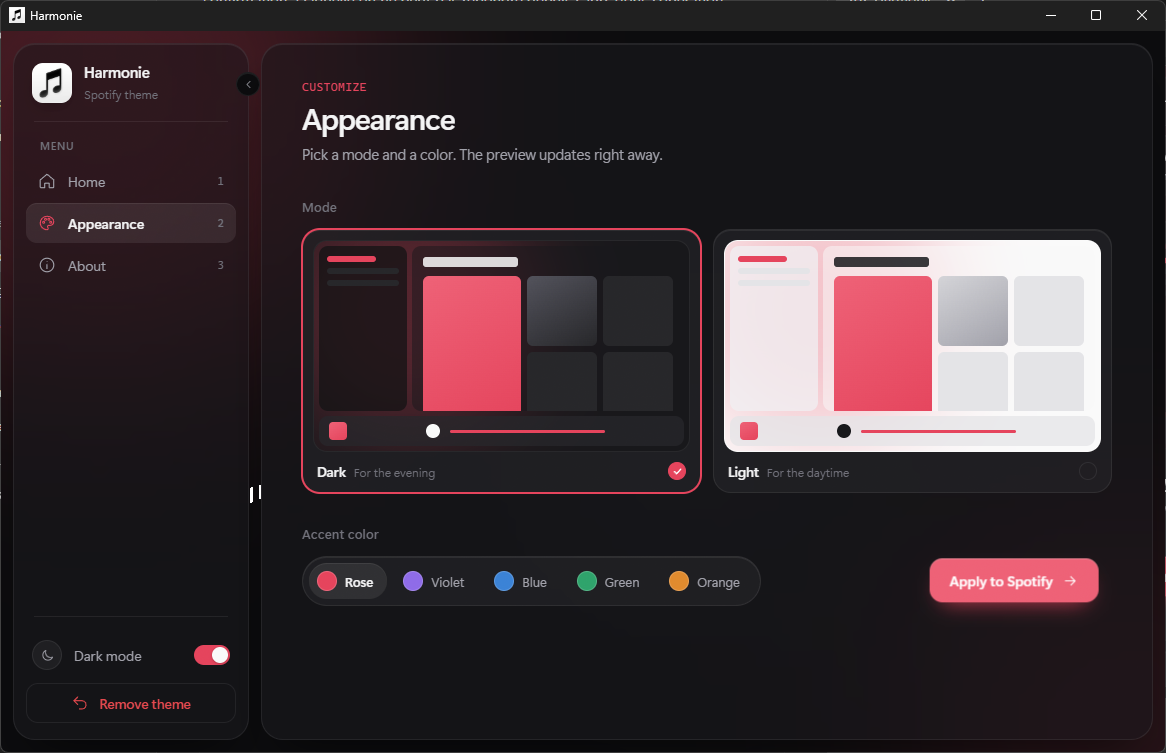 Harmonie
Harmonie
Spotify theme
MENU
Home 1
Appearance 2
About 3
Dark mode
Remove theme
CUSTOMIZE
Appearance
Pick a mode and a color. The preview updates right away.
Mode
Dark For the evening
Light For the daytime
Accent color
Rose Violet Blue Green Orange
Apply to Spotify →